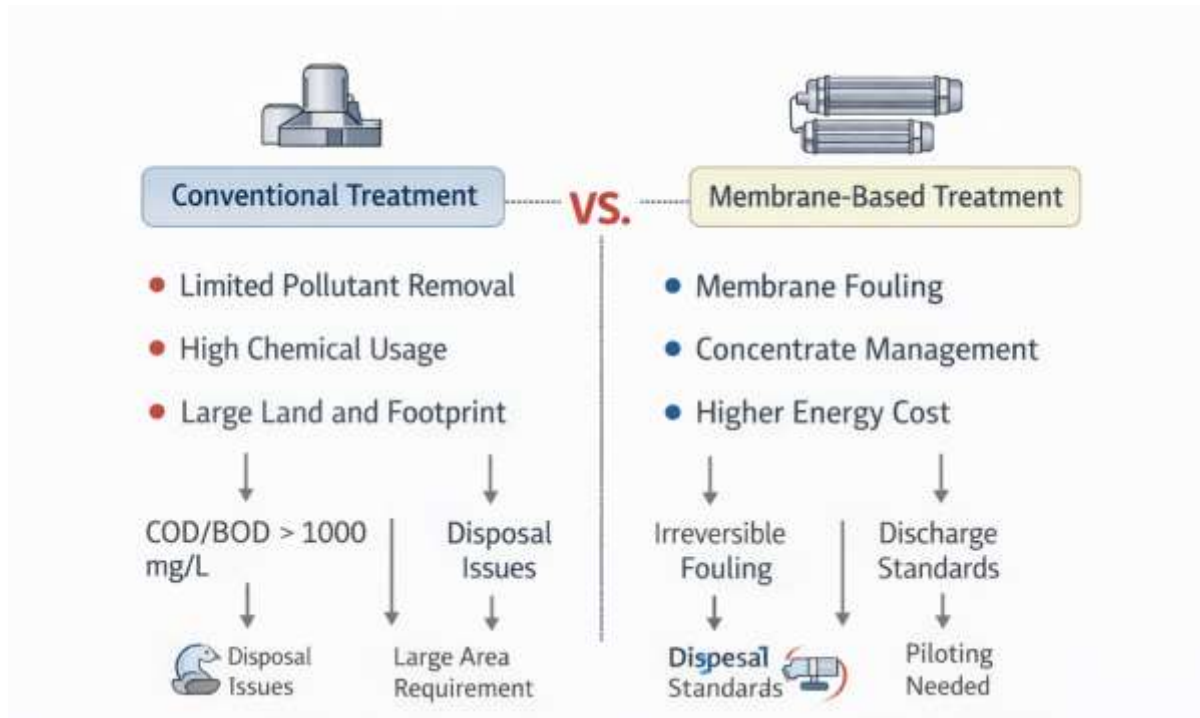 Conventional Treatment
VS.
Membrane-Based Treatment
Limited Pollutant Removal
High Chemical Usage
Large Land and Footprint
Membrane Fouling
Concentrate Management
Higher Energy Cost
COD/BOD > 1000
mg/L
Disposal
Issues
Irreversible
Fouling
Discharge
Standards
Disposal
Issues
Large Area
Requirement
Dispesal
Standards
Piloting
Needed